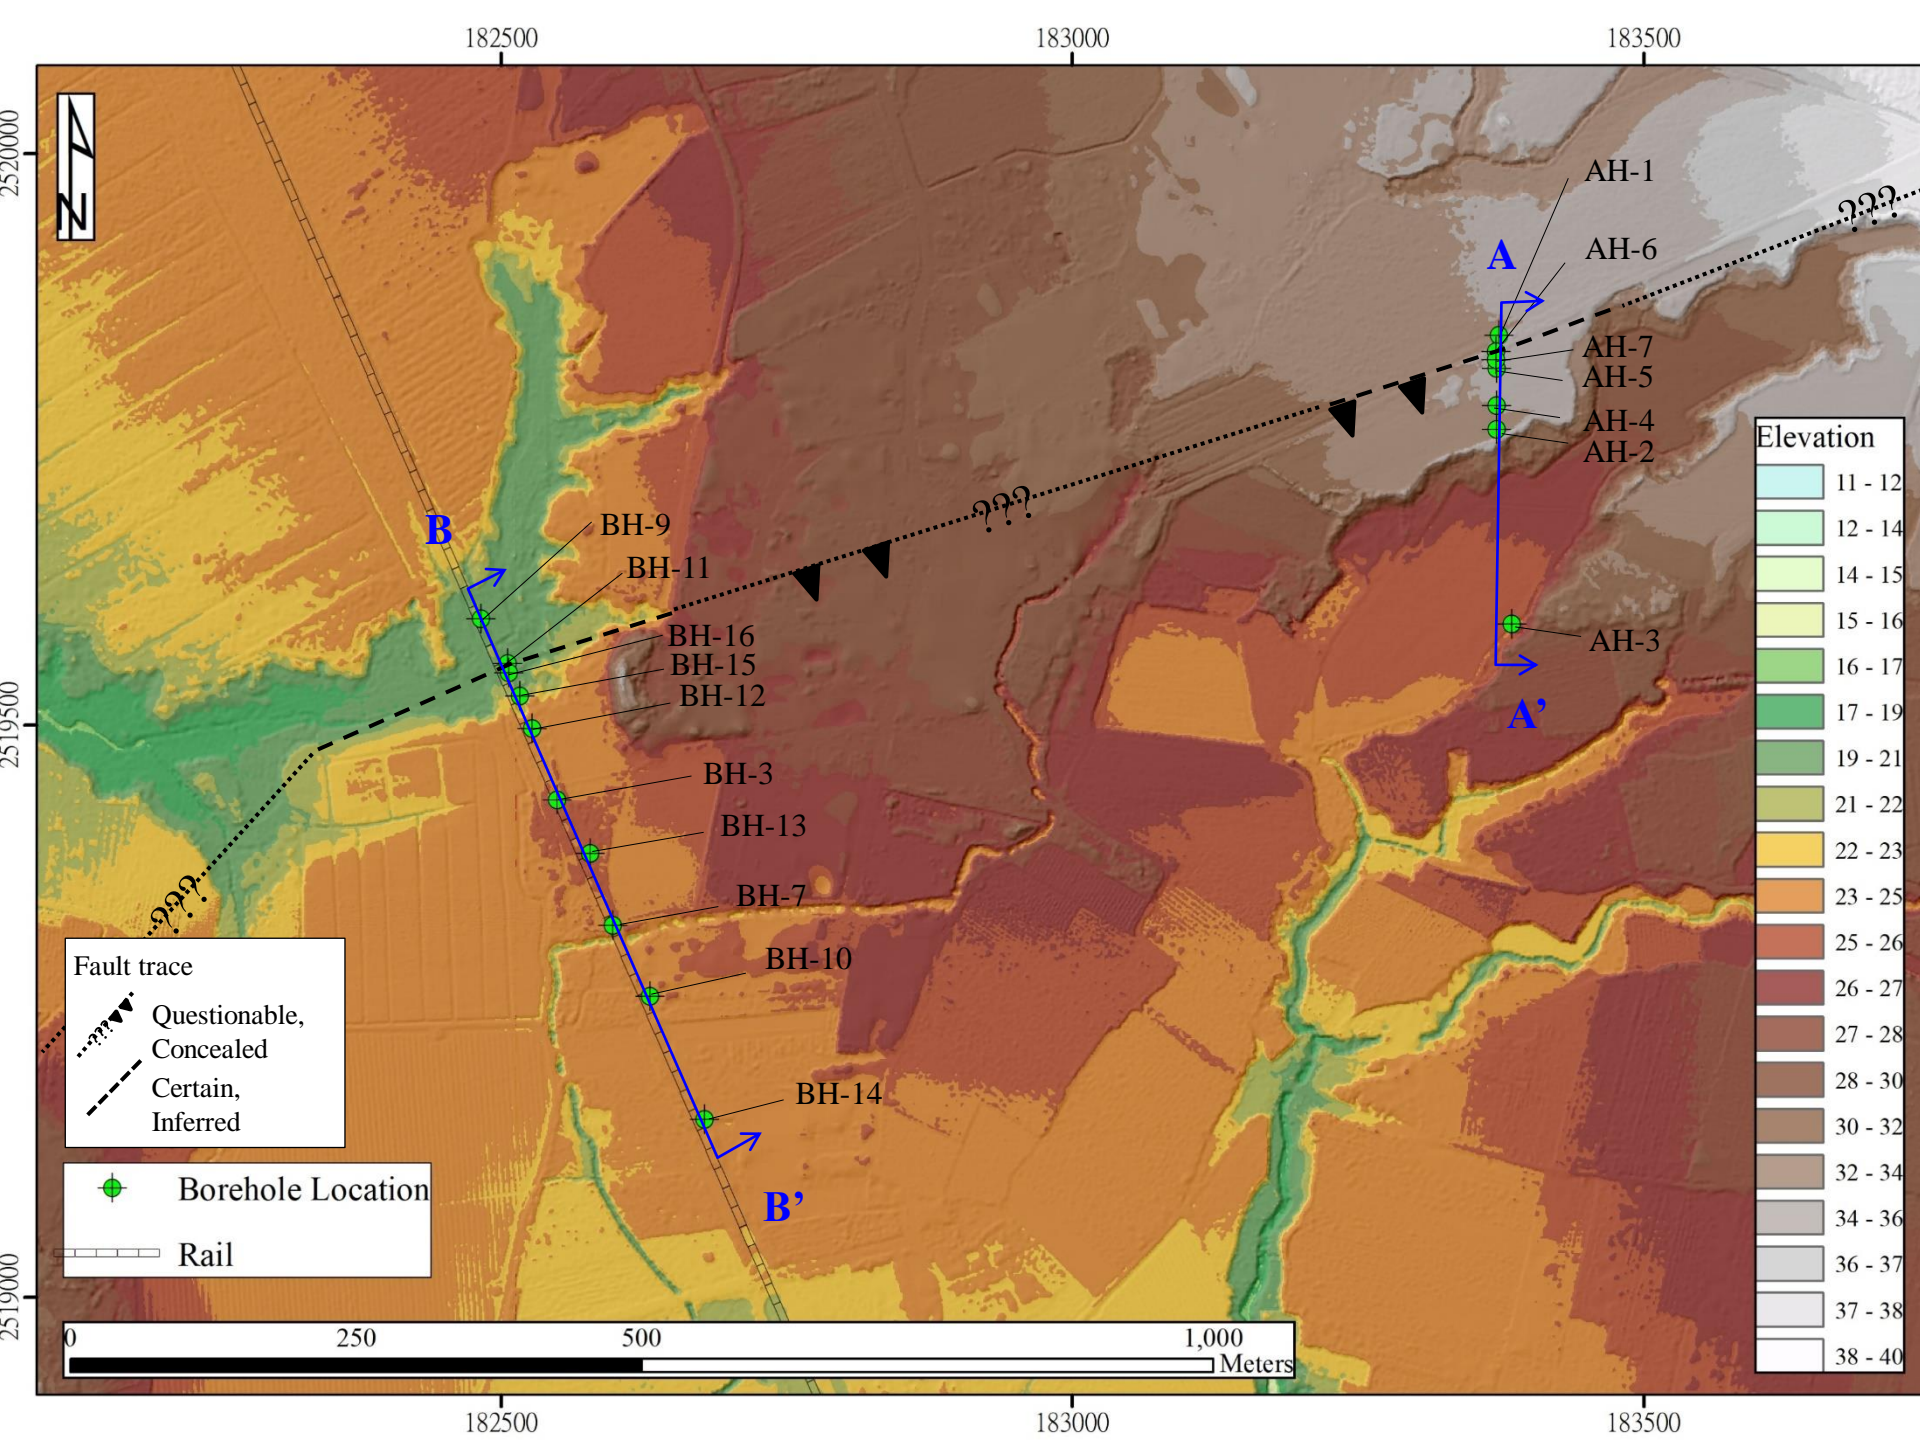 182500
183000
183500
2520000
2519500
2519000
N
AH-1
AH-6
A
AH-7
AH-5
AH-4
AH-2
AH-3
A’
???
???
???
B
BH-9
BH-11
BH-16
BH-15
BH-12
BH-3
BH-13
BH-7
BH-10
BH-14
B’
Elevation
11 - 12
12 - 14
14 - 15
15 - 16
16 - 17
17 - 19
19 - 21
21 - 22
22 - 23
23 - 25
25 - 26
26 - 27
27 - 28
28 - 30
30 - 32
32 - 34
34 - 36
36 - 37
37 - 38
38 - 40
Fault trace
???
Questionable,
Concealed
Certain,
Inferred
Borehole Location
Rail
0 250 500 1,000
Meters
182500
183000
183500